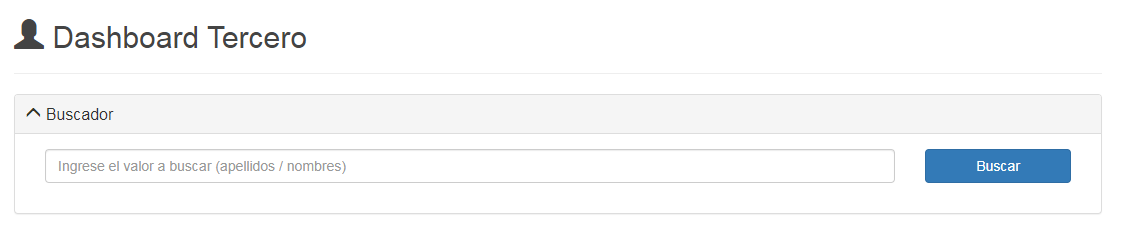 Dashboard Tercero
Buscador
Ingrese el valor a buscar (apellidos / nombres)
Buscar